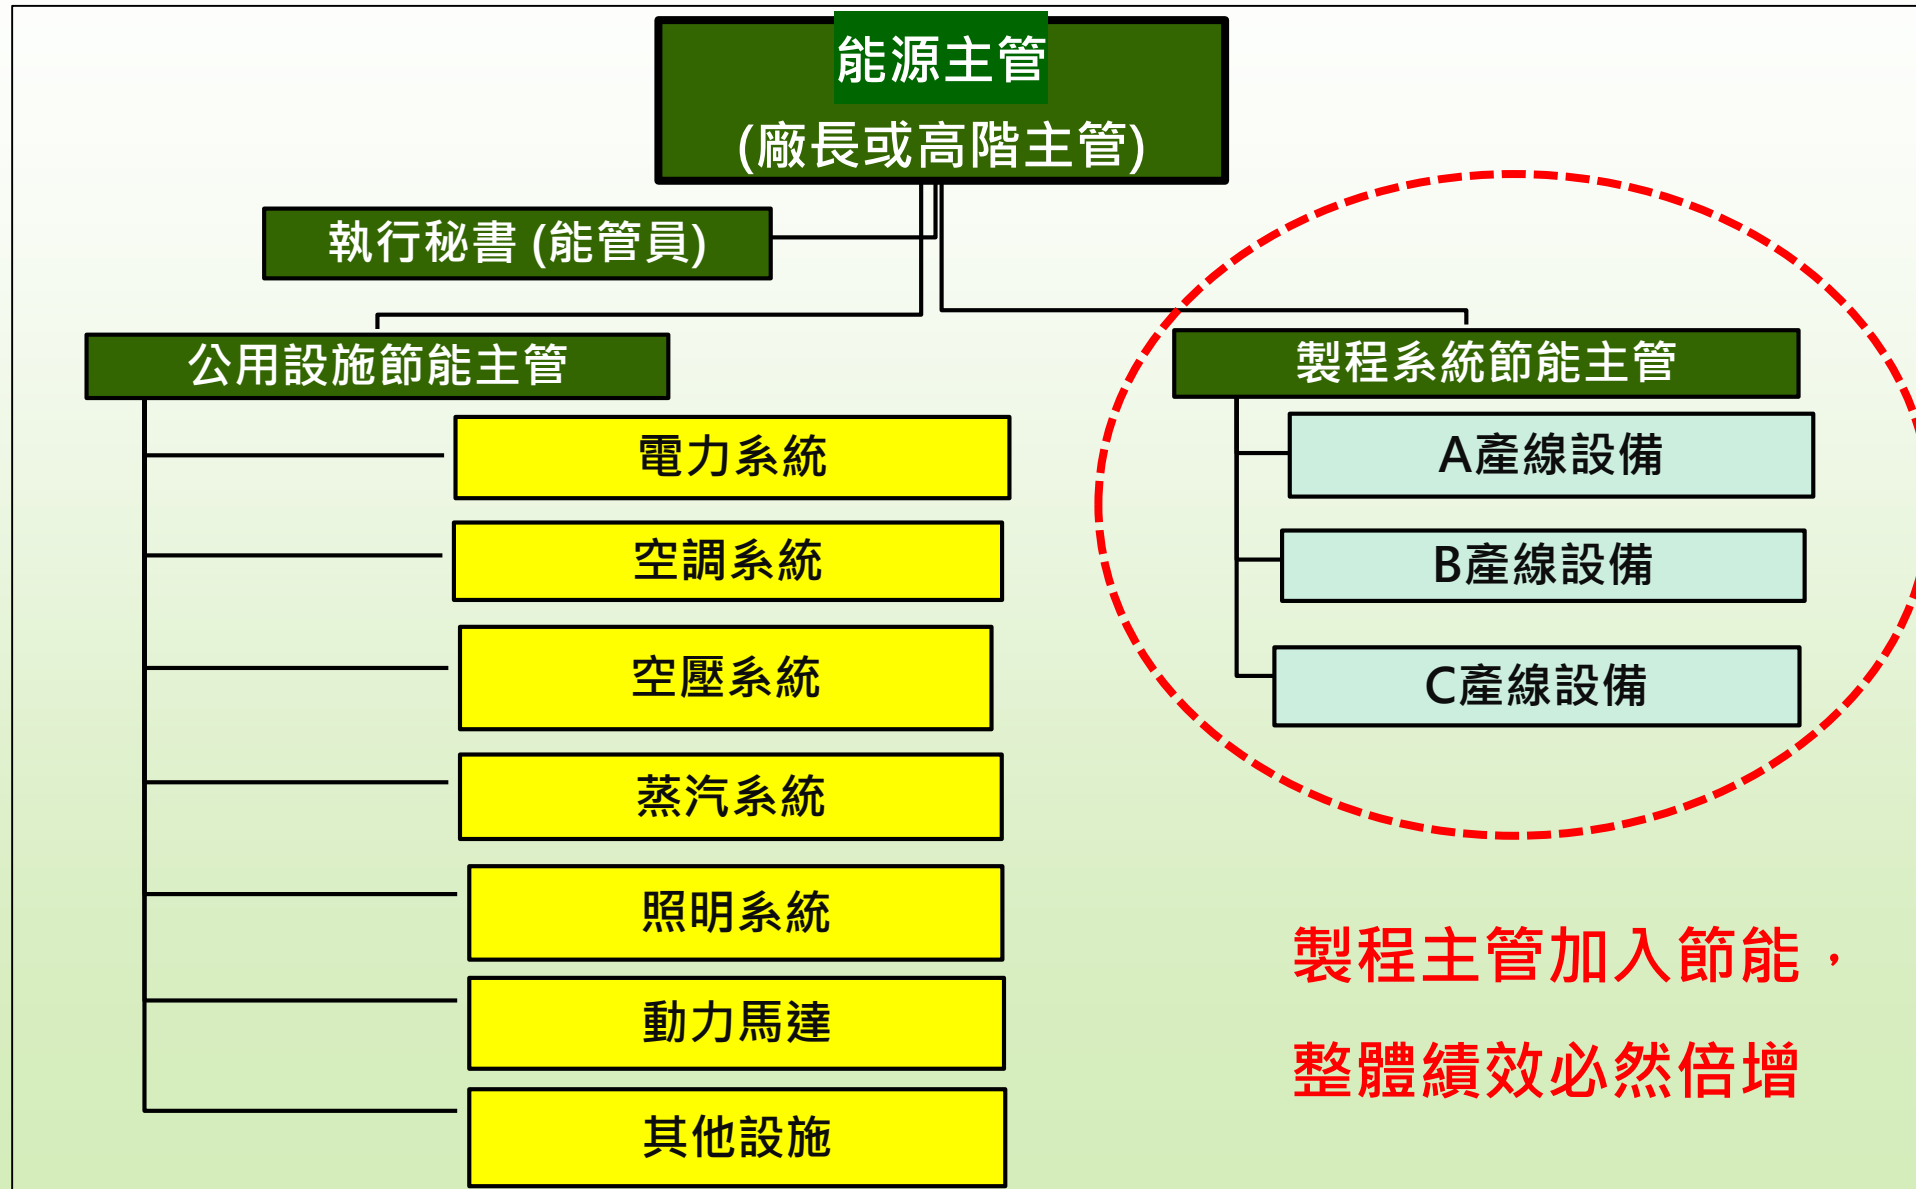 能源主管
(廠長或高階主管)
執行秘書 (能管員)
公用設施節能主管
電力系統
空調系統
空壓系統
蒸汽系統
照明系統
動力馬達
其他設施
製程系統節能主管
A產線設備
B產線設備
C產線設備
製程主管加入節能，
整體績效必然倍增